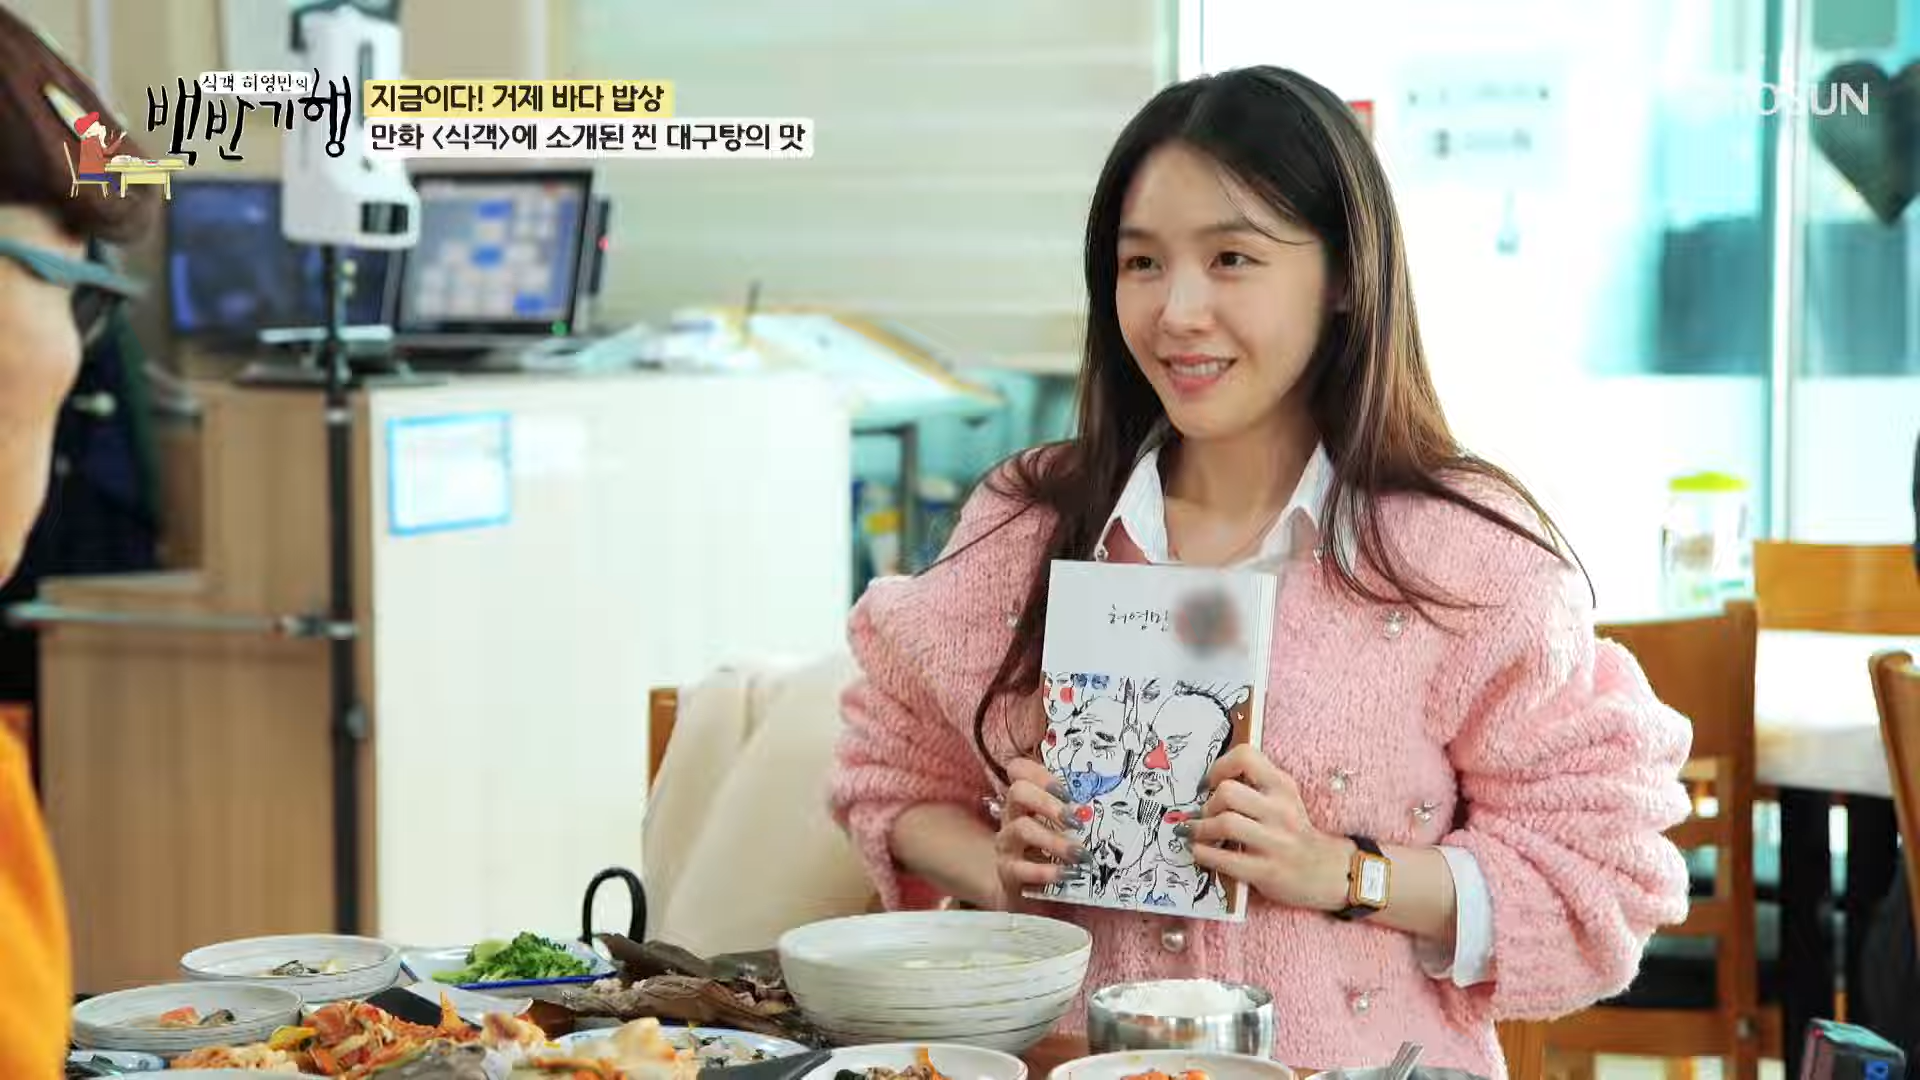 식객 허영만의
백반기행
지금이다! 거제 바다 밥상
만화 <식객>에 소개된 찐 대구탕의 맛
허영만